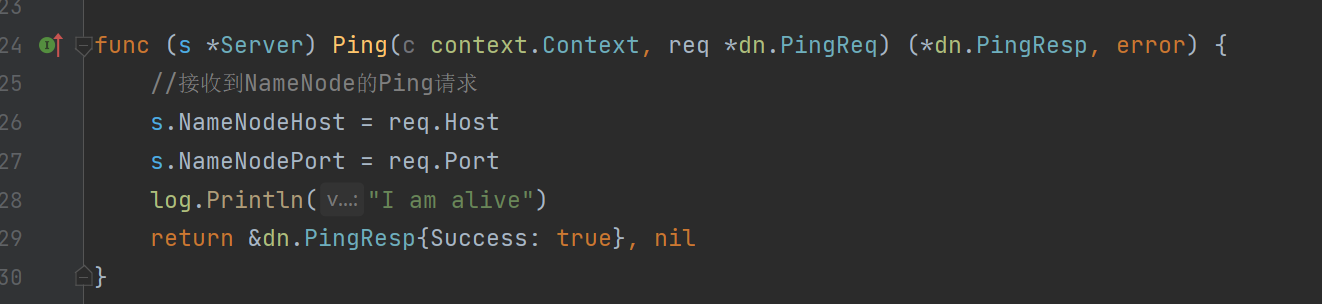 23
24 func (s *Server) Ping(c context.Context, req *dn.PingReq) (*dn.PingResp, error) {
25 //接收到NameNode的Ping请求
26 s.NameNodeHost = req.Host
27 s.NameNodePort = req.Port
28 log.Println( v...: "I am alive")
29 return &dn.PingResp{Success: true}, nil
30 }